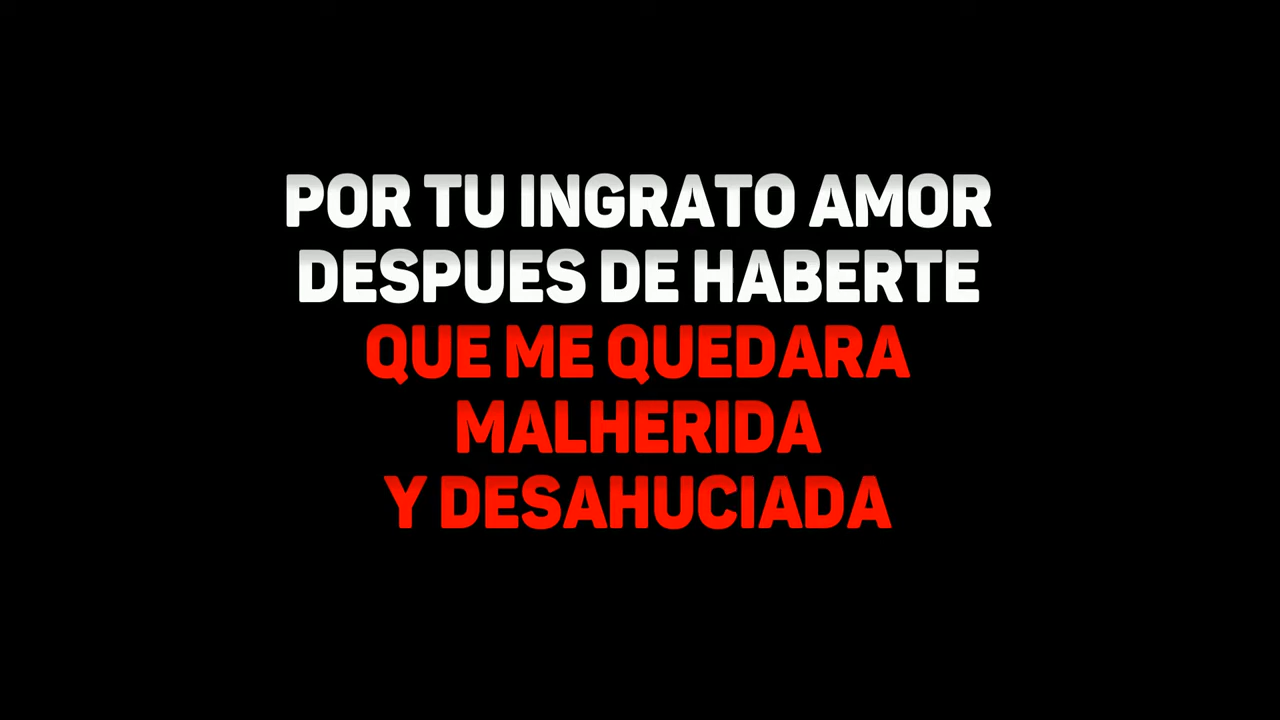 POR TU INGRATO AMOR
DESPUES DE HABERTE
QUE ME QUEDARA
MALHERIDA
Y DESAHUCIADA